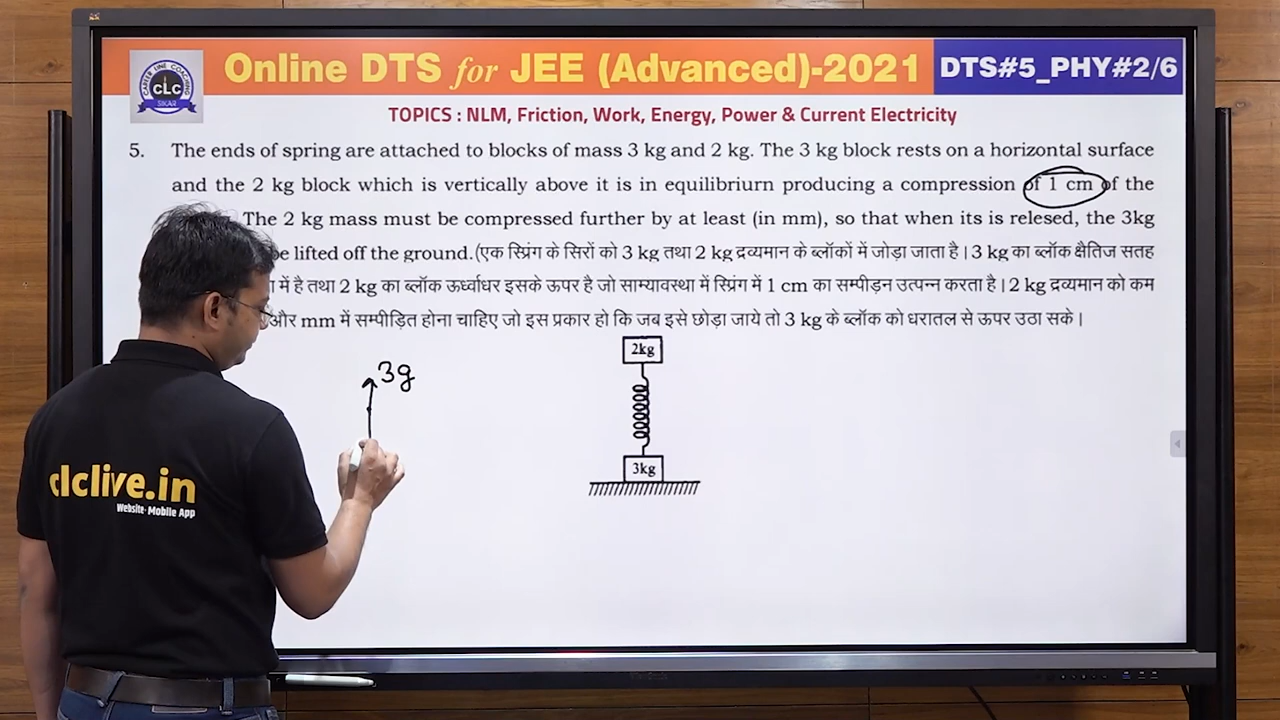 Online DTS for JEE (Advanced)-2021 DTS#5_PHY#2/6
CAREER LINE COACHING
CLC
SIKAR
TOPICS : NLM, Friction, Work, Energy, Power & Current Electricity
5. The ends of spring are attached to blocks of mass 3 kg and 2 kg. The 3 kg block rests on a horizontal surface
and the 2 kg block which is vertically above it is in equilibriurn producing a compression of 1 cm of the
The 2 kg mass must be compressed further by at least (in mm), so that when its is relesed, the 3kg
be lifted off the ground.(एक स्प्रिंग के सिरों को 3 kg तथा 2 kg द्रव्यमान के ब्लॉकों में जोड़ा जाता है। 3 kg का ब्लॉक क्षैतिज सतह
में है तथा 2 kg का ब्लॉक ऊर्ध्वाधर इसके ऊपर है जो साम्यावस्था में स्प्रिंग में 1 cm का सम्पीड़न उत्पन्न करता है। 2 kg द्रव्यमान को कम
और mm में सम्पीड़ित होना चाहिए जो इस प्रकार हो कि जब इसे छोड़ा जाये तो 3 kg के ब्लॉक को धरातल से ऊपर उठा सके।
2kg
3g
3kg
clclive.in
Website• Mobile App